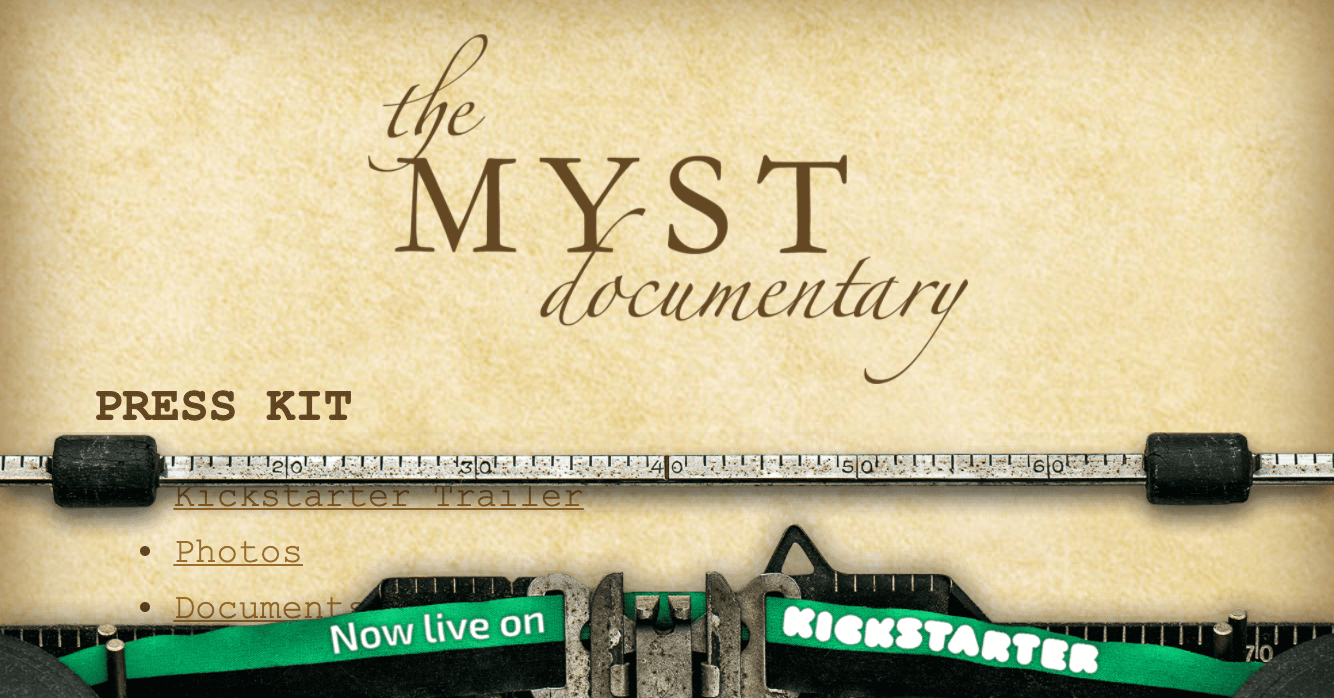 the
MYST
documentary
PRESS KIT
20 30 40 50 60
Kickstarter Trailer
• Photos
• Documents
Now live on KICKSTARTER
70